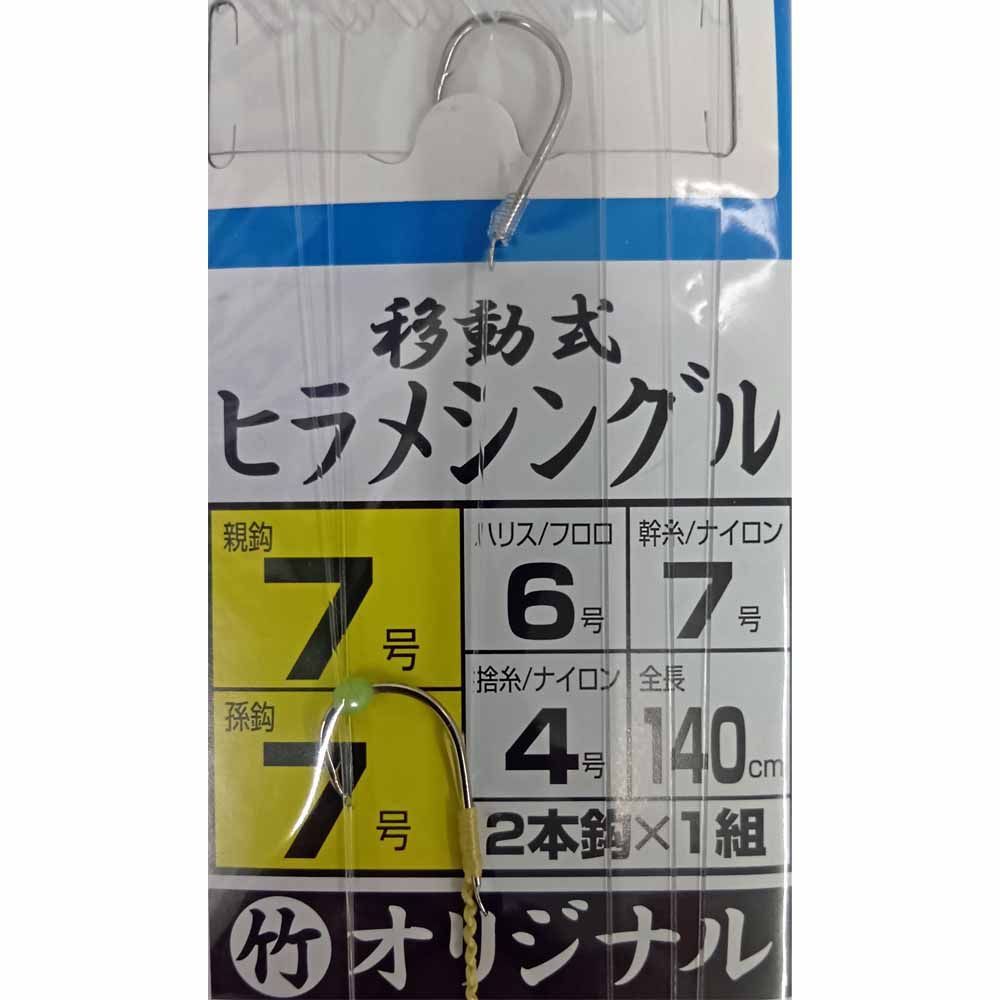 移動式
ヒラメシングル
親鈎
7号
孫鈎
7号
ハリス/フロロ
6号
幹糸/ナイロン
7号
捨糸/ナイロン
4号
全長
140cm
2本鈎×1組
竹 オリジナル